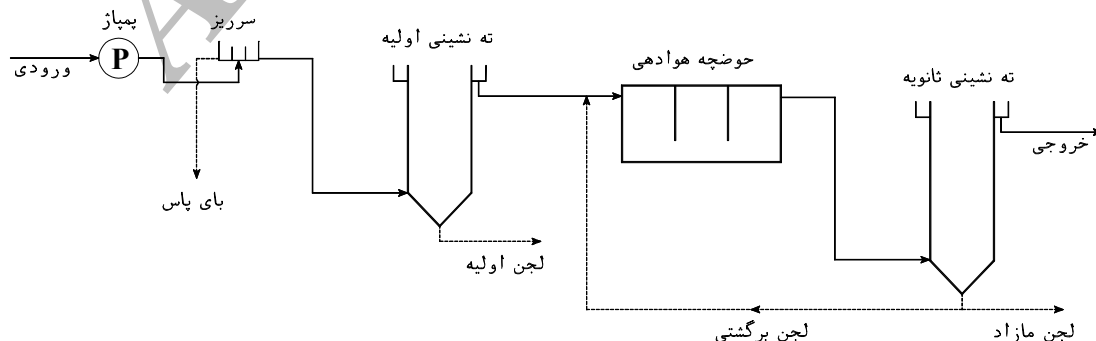 پمپاژ
سرریز
ورودی
P
بای پاس
ته نشینی اولیه
لجن اولیه
حوضچه هوادهی
ته نشینی ثانویه
خروجی
لجن برگشتی
لجن مازاد